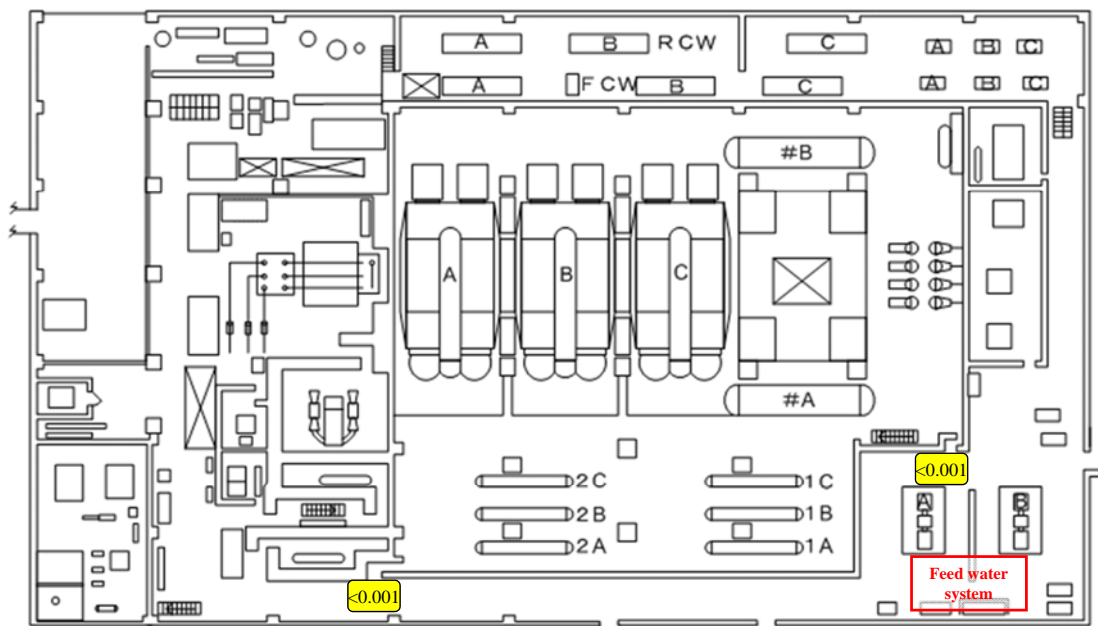 A B RCW C A B C
A FCW B C A B C
#B
A B C
#A
<0.001
2C 1C
2B 1B
A B
2A 1A
Feed water
system
<0.001